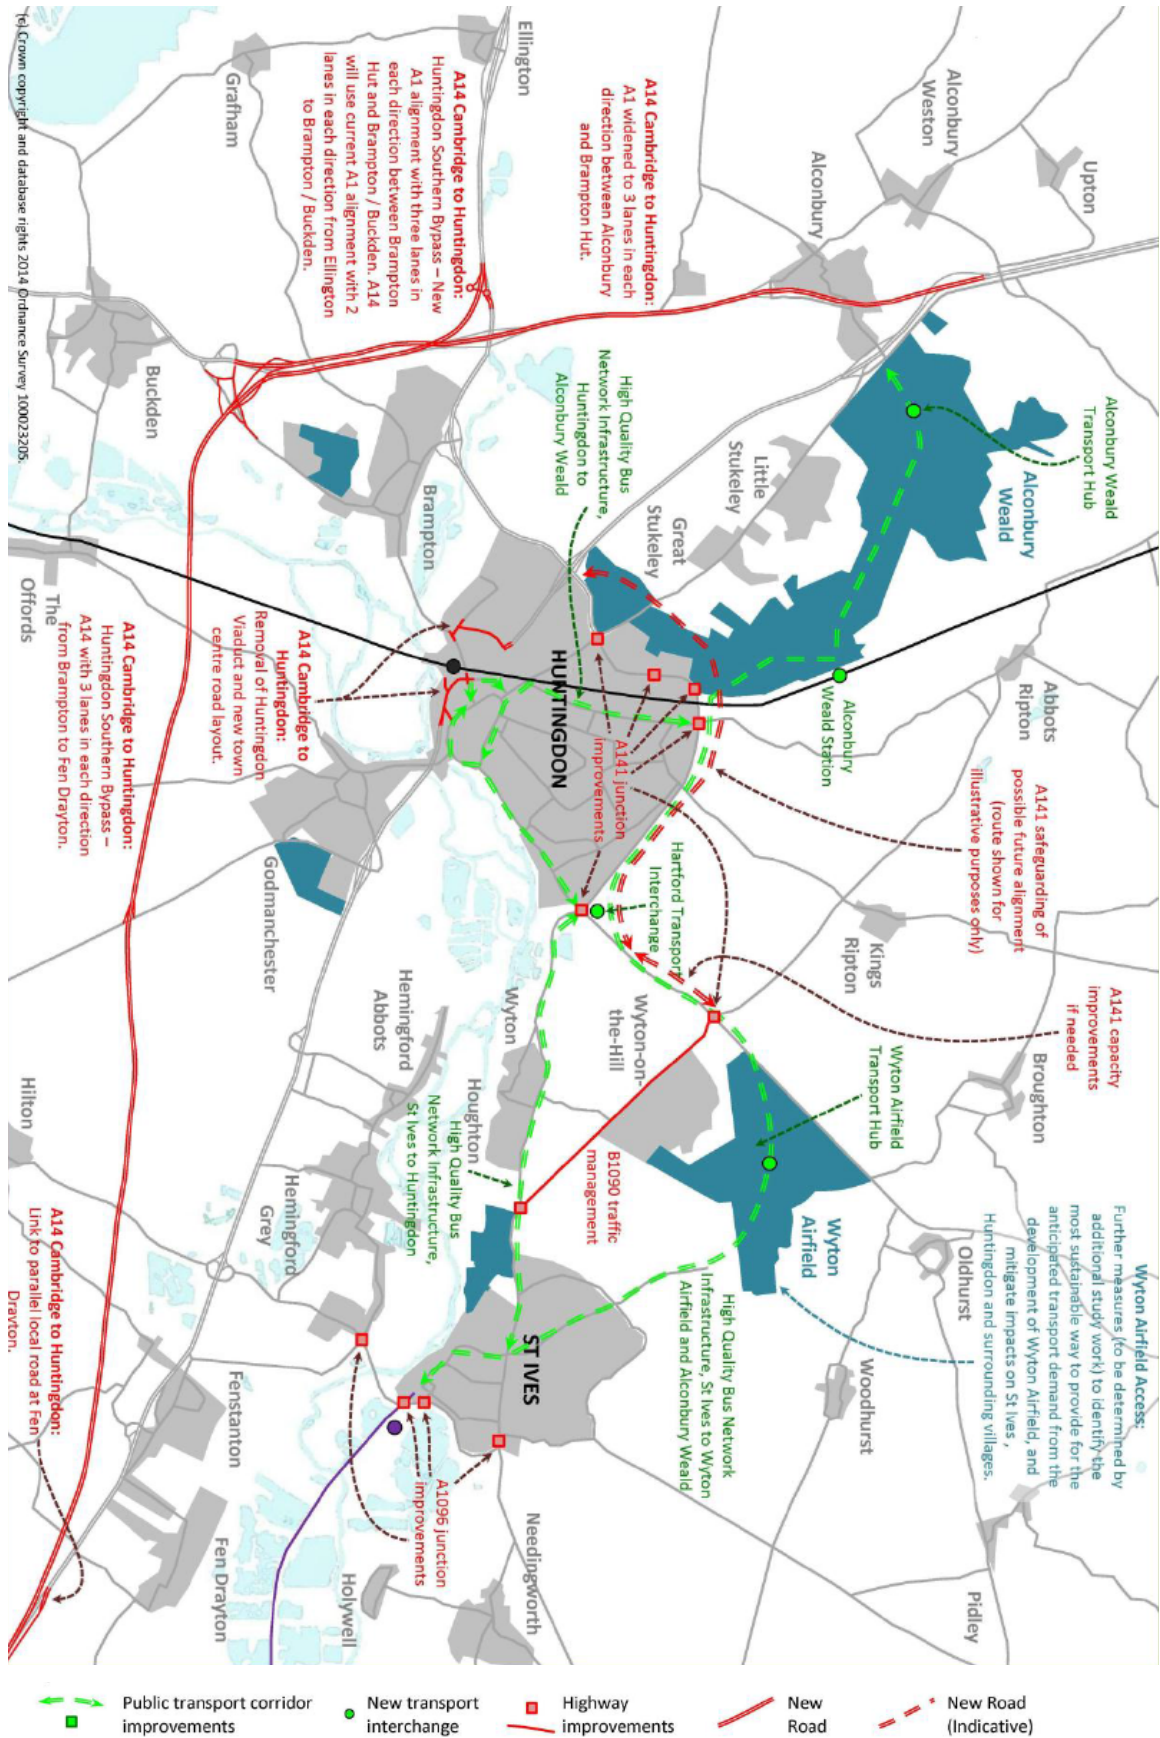 Ellington
Grafham
A14 Cambridge to Huntingdon:
Huntingdon Southern Bypass – New
A1 alignment with three lanes in
each direction between Brampton
Hut and Brampton / Buckden. A14
will use current A1 alignment with 2
lanes in each direction from Ellington
to Brampton / Buckden.
A14 Cambridge to Huntingdon:
A1 widened to 3 lanes in each
direction between Alconbury
and Brampton Hut.
Alconbury
Weston
Upton
Alconbury
Buckden
Brampton
High Quality Bus
Network Infrastructure,
Huntingdon to
Alconbury Weald
Little
Stukeley
Great
Stukeley
Alconbury
Weald
Alconbury Weald
Transport Hub
The
Offords
A14 Cambridge to
Huntingdon:
Removal of Huntingdon
Viaduct and new town
centre road layout.
A14 Cambridge to Huntingdon:
Huntingdon Southern Bypass –
A14 with 3 lanes in each direction
from Brampton to Fen Drayton.
HUNTINGDON
A141 junction
improvements
Alconbury
Weald Station
Abbots
Ripton
A141 safeguarding of
possible future alignment
(route shown for
illustrative purposes only)
Godmanchester
Hartford Transport
Interchange
Kings
Ripton
A141 capacity
improvements
if needed
Hemingford
Abbots
Wyton
Wyton-on-
the-Hill
Wyton Airfield
Transport Hub
Broughton
Hilton
Houghton
High Quality Bus
Network Infrastructure,
St Ives to Huntingdon
B1090 traffic
management
Wyton
Airfield
Oldhurst
Wyton Airfield Access:
Further measures (to be determined by
additional study work) to identify the
most sustainable way to provide for the
anticipated transport demand from the
development of Wyton Airfield, and
mitigate impacts on St Ives ,
Huntingdon and surrounding villages.
Hemingford
Grey
A14 Cambridge to Huntingdon:
Link to parallel local road at Fen
Drayton.
ST IVES
High Quality Bus Network
Infrastructure, St Ives to Wyton
Airfield and Alconbury Weald
Woodhurst
Fenstanton
A1096 junction
improvements
Needingworth
Fen Drayton
Holywell
Pidley
(c) Crown copyright and database rights 2014 Ordnance Survey 100023205.
Public transport corridor
improvements
New transport
interchange
Highway
improvements
New
Road
New Road
(Indicative)